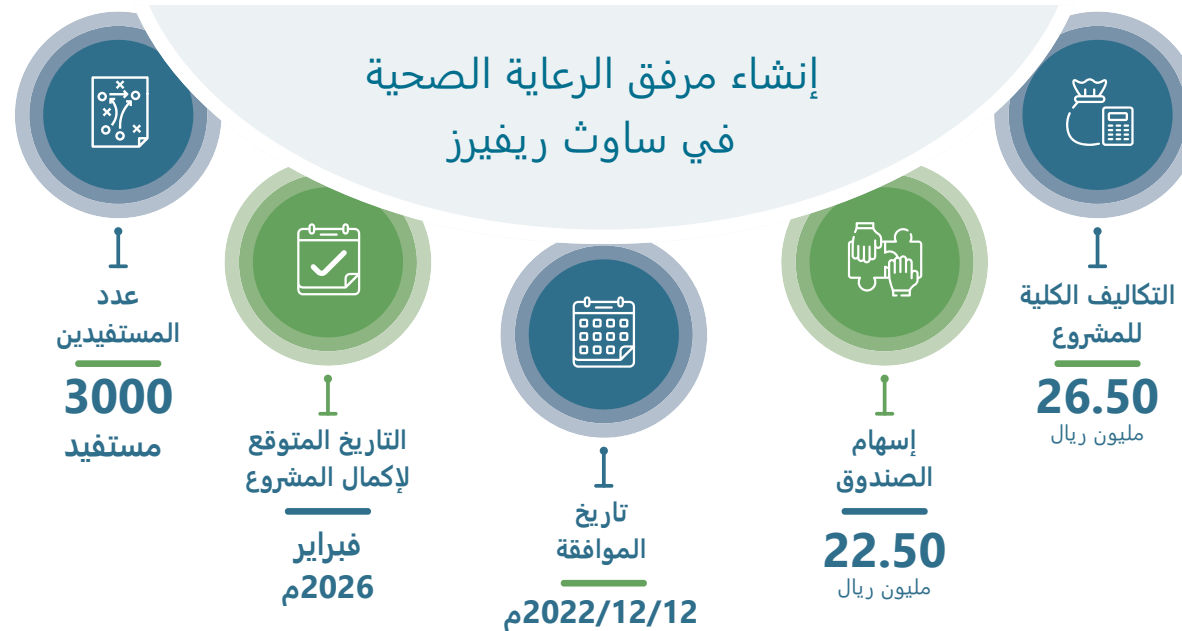 إنشاء مرفق الرعاية الصحية
في ساوث ريفيرز
التكاليف الكلية
للمشروع
26.50
مليون ريال
إسهام
الصندوق
22.50
مليون ريال
تاريخ
الموافقة
2022/12/12م
التاريخ المتوقع
لإكمال المشروع
فبراير
2026م
عدد
المستفيدين
3000
مستفيد